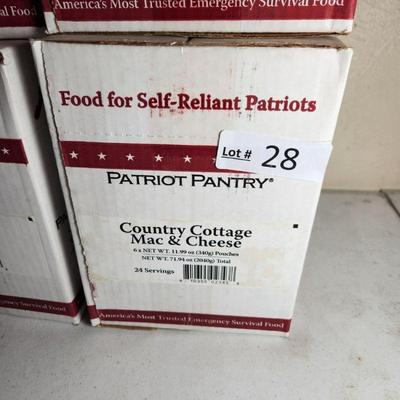 America's Most Trusted Emergency Survival Food
Food for Self-Reliant Patriots
Lot # 28
PATRIOT PANTRY®
Country Cottage
Mac & Cheese
6 x NET WT. 11.99 oz (340g) Pouches
NET WT. 71.94 oz (2040g) Total
24 Servings
America's Most Trusted Emergency Survival Food
Survival Food